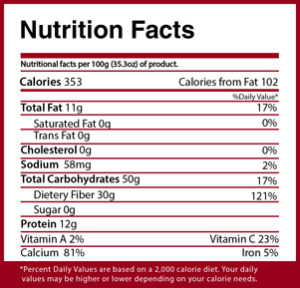 Nutrition Facts
Nutritional facts per 100g (35.3oz) of product.
Calories 353 Calories from Fat 102
%Daily Value*
Total Fat 11g 17%
Saturated Fat 0g 0%
Trans Fat 0g
Cholesterol 0g 0%
Sodium 58mg 2%
Total Carbohydrates 50g 17%
Dietary Fiber 30g 121%
Sugar 0g
Protein 12g
Vitamin A 2% Vitamin C 23%
Calcium 81% Iron 5%
*Percent Daily Values are based on a 2,000 calorie diet. Your daily
values may be higher or lower depending on your calorie needs.